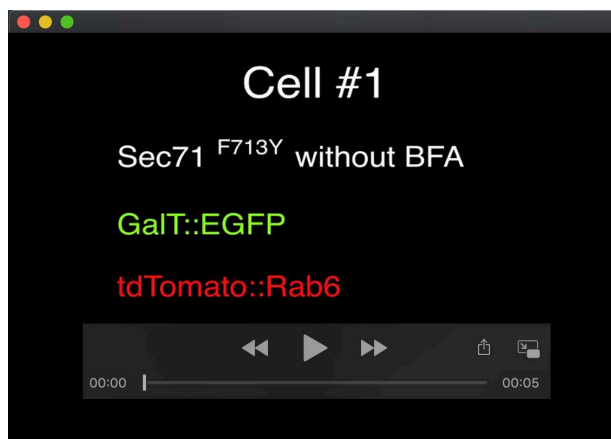 Cell #1
Sec71 F713Y without BFA
GalT::EGFP
tdTomato::Rab6
00:00 00:05